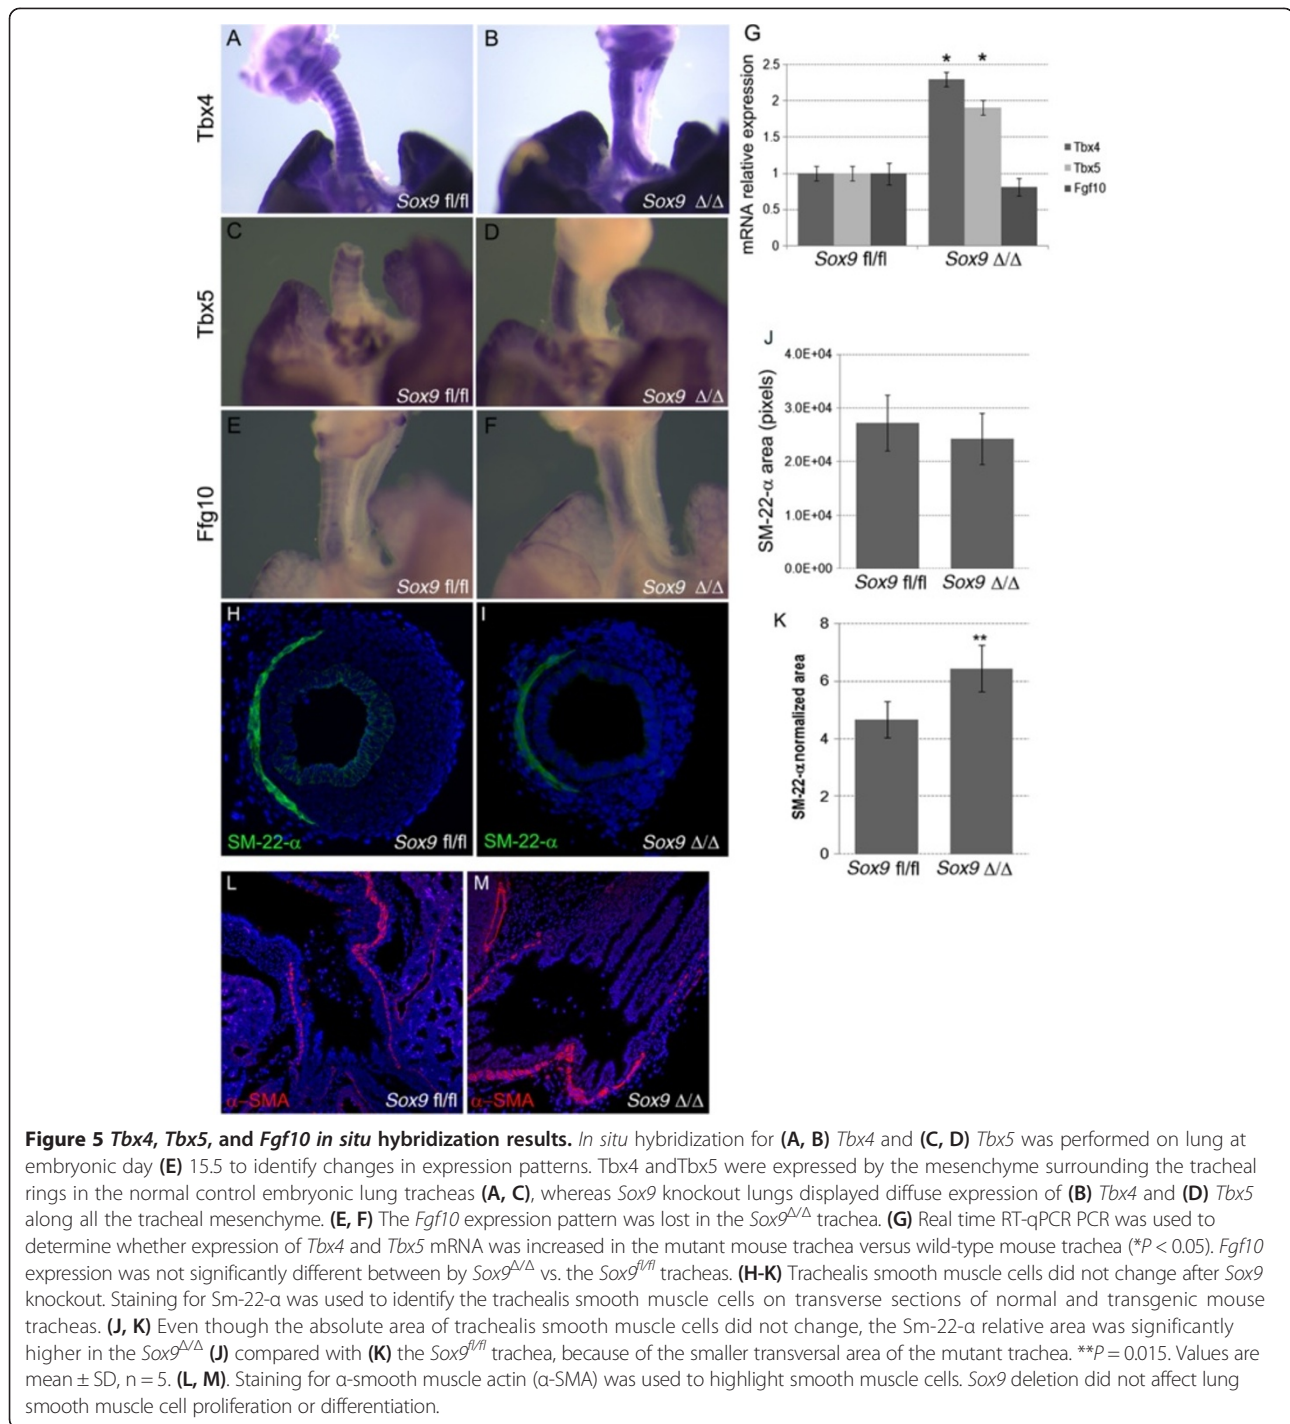 A
B
Tbx4
Sox9 fl/fl
Sox9 Δ/Δ
C
D
Tbx5
Sox9 fl/fl
Sox9 Δ/Δ
E
F
Ffg10
Sox9 fl/fl
Sox9 Δ/Δ
H
I
SM-22-α
Sox9 fl/fl
SM-22-α
Sox9 Δ/Δ
L
M
α-SMA
Sox9 fl/fl
α-SMA
Sox9 Δ/Δ
G
mRNA relative expression
2.5
2
1.5
1
0.5
0
*
*
Sox9 fl/fl
Sox9 Δ/Δ
Tbx4
Tbx5
Fgf10
J
SM-22-α area (pixels)
4.0E+04
3.0E+04
2.0E+04
1.0E+04
0.0E+00
Sox9 fl/fl
Sox9 Δ/Δ
K
SM-22-α normalized area
8
6
4
2
0
**
Sox9 fl/fl
Sox9 Δ/Δ
Figure 5 Tbx4, Tbx5, and Fgf10 in situ hybridization results. In situ hybridization for (A, B) Tbx4 and (C, D) Tbx5 was performed on lung at
embryonic day (E) 15.5 to identify changes in expression patterns. Tbx4 andTbx5 were expressed by the mesenchyme surrounding the tracheal
rings in the normal control embryonic lung tracheas (A, C), whereas Sox9 knockout lungs displayed diffuse expression of (B) Tbx4 and (D) Tbx5
along all the tracheal mesenchyme. (E, F) The Fgf10 expression pattern was lost in the Sox9Δ/Δ trachea. (G) Real time RT-qPCR PCR was used to
determine whether expression of Tbx4 and Tbx5 mRNA was increased in the mutant mouse trachea versus wild-type mouse trachea (*P < 0.05). Fgf10
expression was not significantly different between by Sox9Δ/Δ vs. the Sox9fl/fl tracheas. (H-K) Trachealis smooth muscle cells did not change after Sox9
knockout. Staining for Sm-22-α was used to identify the trachealis smooth muscle cells on transverse sections of normal and transgenic mouse
tracheas. (J, K) Even though the absolute area of trachealis smooth muscle cells did not change, the Sm-22-α relative area was significantly
higher in the Sox9Δ/Δ (J) compared with (K) the Sox9fl/fl trachea, because of the smaller transversal area of the mutant trachea. **P = 0.015. Values are
mean ± SD, n = 5. (L, M). Staining for α-smooth muscle actin (α-SMA) was used to highlight smooth muscle cells. Sox9 deletion did not affect lung
smooth muscle cell proliferation or differentiation.